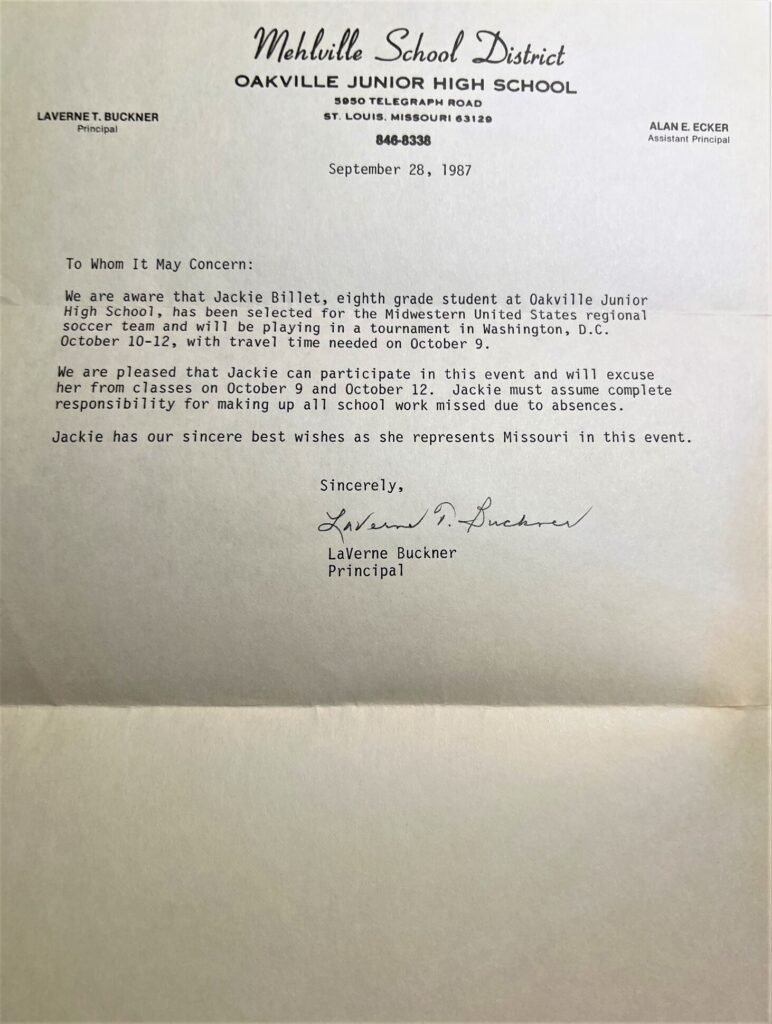 Mehlville School District
OAKVILLE JUNIOR HIGH SCHOOL
5950 TELEGRAPH ROAD
ST. LOUIS, MISSOURI 63129
846-8338
LAVERNE T. BUCKNER
Principal
ALAN E. ECKER
Assistant Principal
September 28, 1987
To Whom It May Concern:
We are aware that Jackie Billet, eighth grade student at Oakville Junior
High School, has been selected for the Midwestern United States regional
soccer team and will be playing in a tournament in Washington, D.C.
October 10-12, with travel time needed on October 9.
We are pleased that Jackie can participate in this event and will excuse
her from classes on October 9 and October 12.  Jackie must assume complete
responsibility for making up all school work missed due to absences.
Jackie has our sincere best wishes as she represents Missouri in this event.
Sincerely,
LaVerne T. Buckner
LaVerne Buckner
Principal